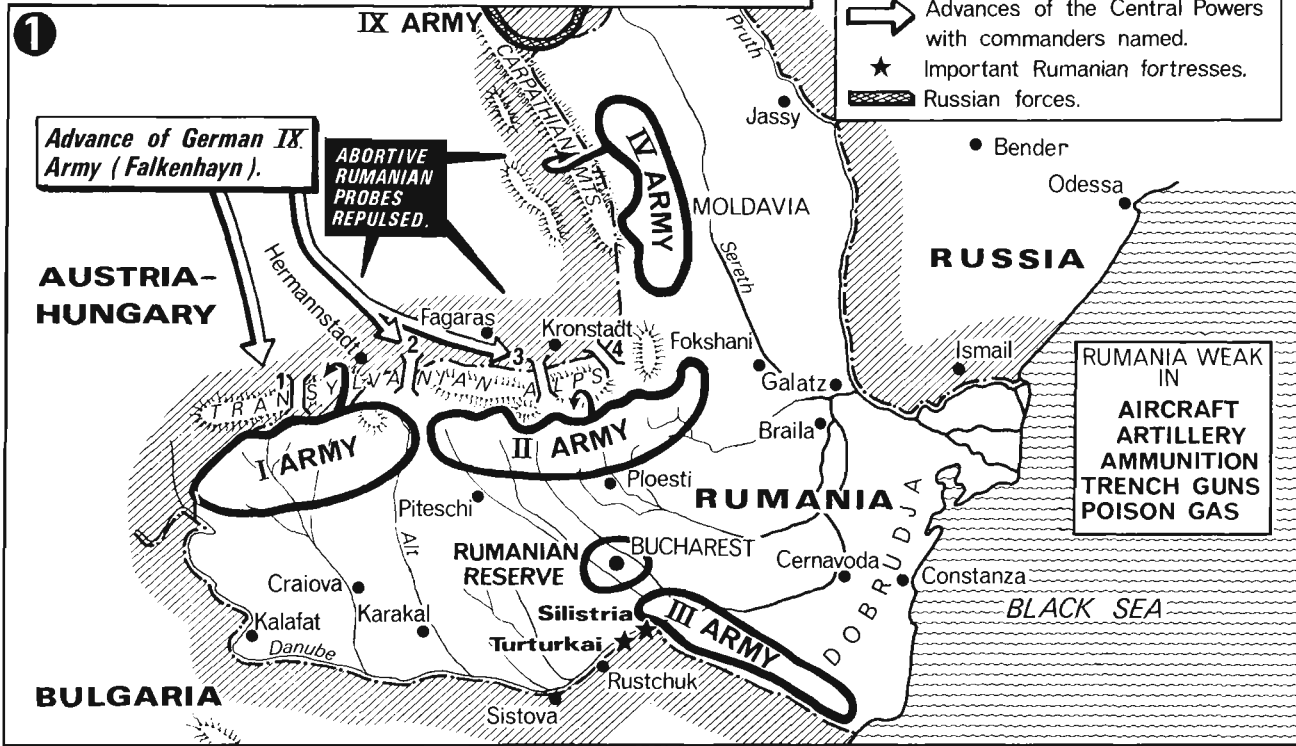 1
IX ARMY
Advances of the Central Powers
with commanders named.
Important Rumanian fortresses.
Russian forces.
Advance of German IX
Army (Falkenhayn).
ABORTIVE
RUMANIAN
PROBES
REPULSED.
CARPATHIAN MTS
Pruth
Jassy
Bender
Odessa
IV ARMY
MOLDAVIA
Sereth
RUSSIA
AUSTRIA-
HUNGARY
Hermannstadt
Fagaras
Kronstadt
Fokshani
Ismail
1
2
3
4
TRANSYLVANIAN ALPS
Galatz
Braila
RUMANIA WEAK
IN
AIRCRAFT
ARTILLERY
AMMUNITION
TRENCH GUNS
POISON GAS
I ARMY
II ARMY
Ploesti
Piteschi
RUMANIA
Alt
RUMANIAN
RESERVE
BUCHAREST
Cernavoda
Constanza
DOBRUDJA
BLACK SEA
Craiova
Karakal
Kalafat
Danube
Silistria
Turturkai
III ARMY
Rustchuk
Sistova
BULGARIA